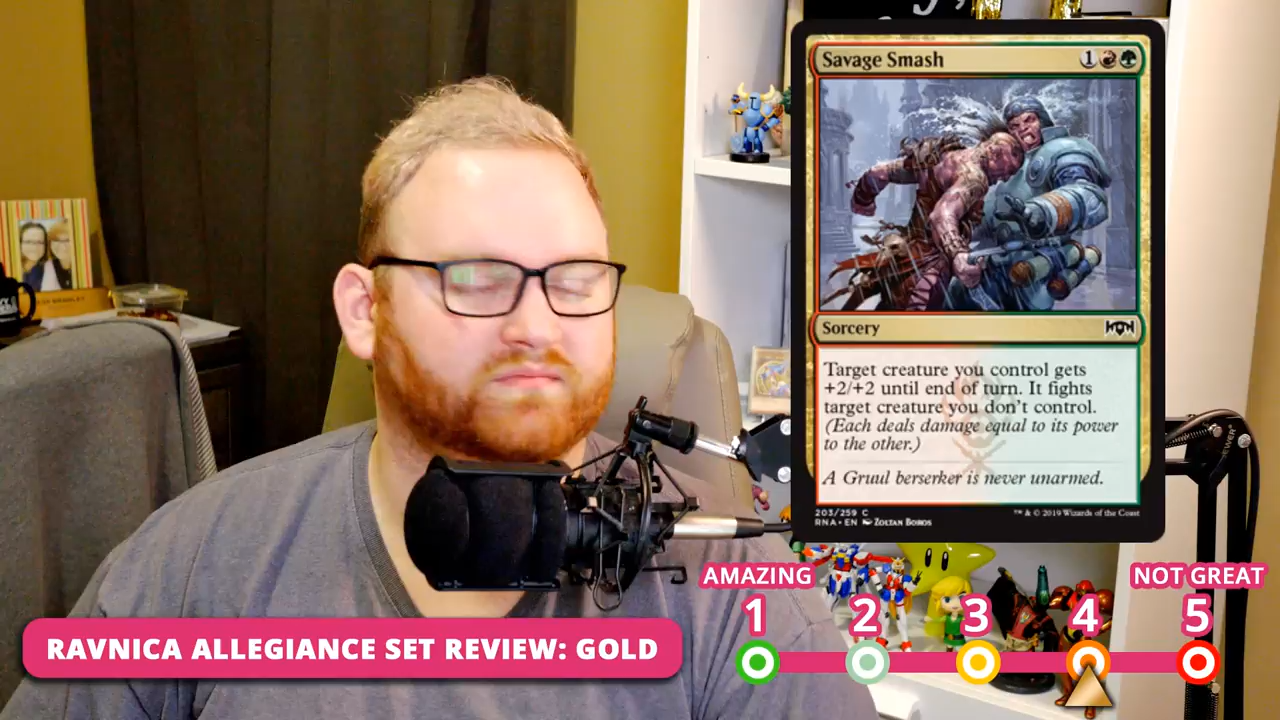 Savage Smash
1
Sorcery
Target creature you control gets
+2/+2 until end of turn. It fights
target creature you don't control.
(Each deals damage equal to its power
to the other.)
A Gruul berserker is never unarmed.
203/259 C
RNA • EN ZOLTAN BOROS
™ & © 2019 Wizards of the Coast
AMAZING
NOT GREAT
1 2 3 4 5
RAVNICA ALLEGIANCE SET REVIEW: GOLD